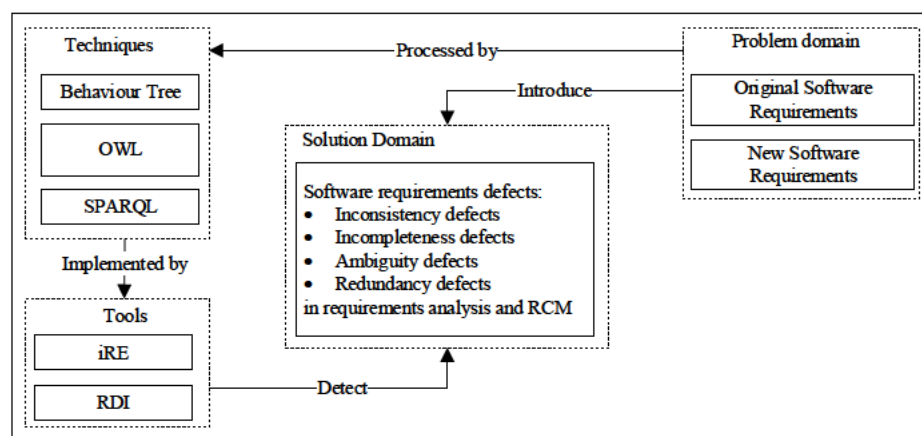 Techniques
Behaviour Tree
OWL
SPARQL
Implemented by
Tools
iRE
RDI
Processed by
Introduce
Solution Domain
Software requirements defects:
• Inconsistency defects
• Incompleteness defects
• Ambiguity defects
• Redundancy defects
in requirements analysis and RCM
Detect
Problem domain
Original Software
Requirements
New Software
Requirements